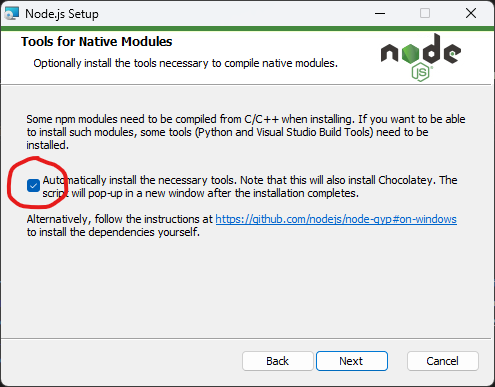 Node.js Setup
Tools for Native Modules
Optionally install the tools necessary to compile native modules.
node
JS
Some npm modules need to be compiled from C/C++ when installing. If you want to be able
to install such modules, some tools (Python and Visual Studio Build Tools) need to be
installed.
Automatically install the necessary tools. Note that this will also install Chocolatey. The
script will pop-up in a new window after the installation completes.
Alternatively, follow the instructions at https://github.com/nodejs/node-gyp#on-windows
to install the dependencies yourself.
Back
Next
Cancel